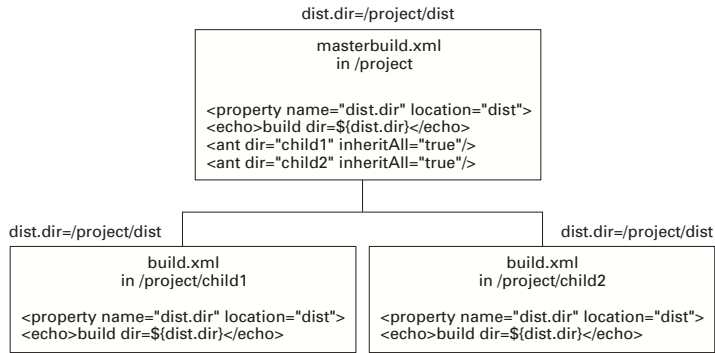 dist.dir=/project/dist
masterbuild.xml
in /project
<property name="dist.dir" location="dist">
<echo>build dir=${dist.dir}</echo>
<ant dir="child1" inheritAll="true"/>
<ant dir="child2" inheritAll="true"/>
dist.dir=/project/dist
build.xml
in /project/child1
<property name="dist.dir" location="dist">
<echo>build dir=${dist.dir}</echo>
dist.dir=/project/dist
build.xml
in /project/child2
<property name="dist.dir" location="dist">
<echo>build dir=${dist.dir}</echo>